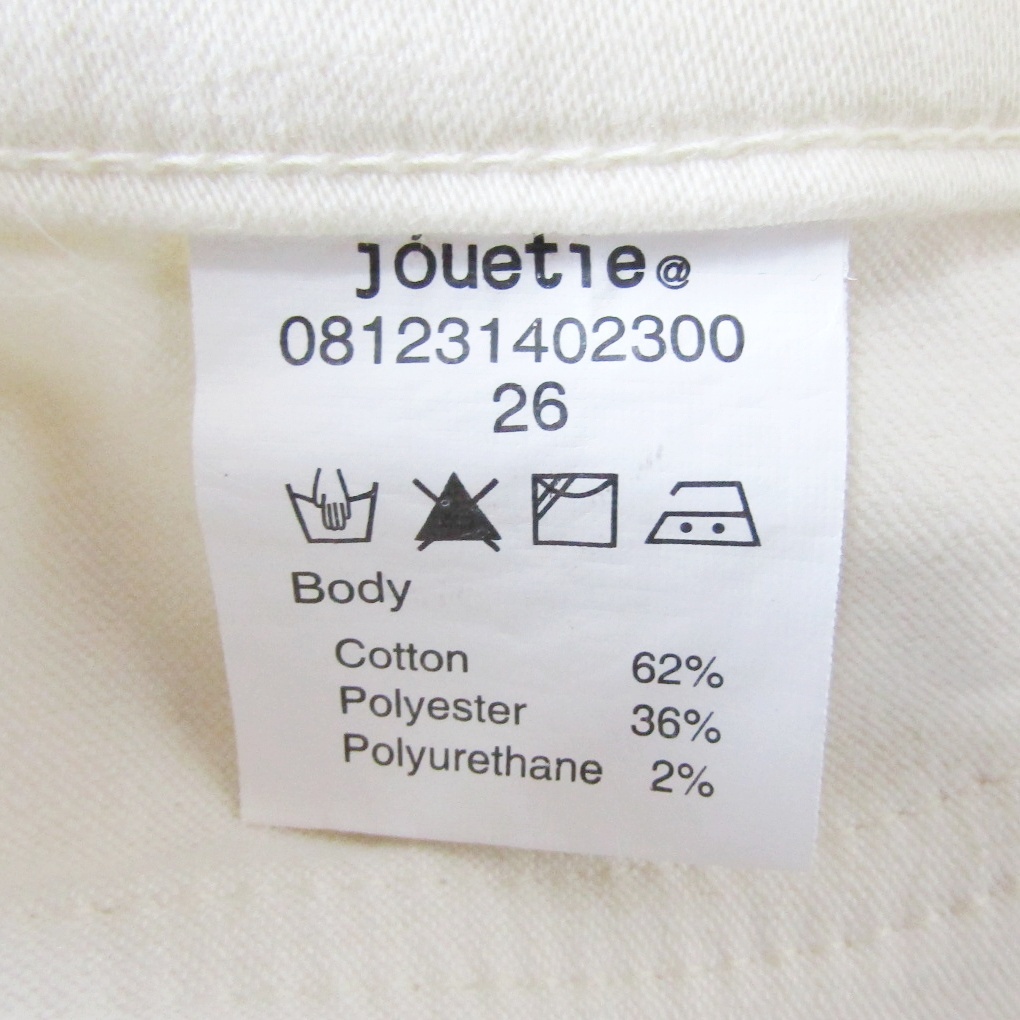 jouetie@
081231402300
26
Body
Cotton 62%
Polyester 36%
Polyurethane 2%